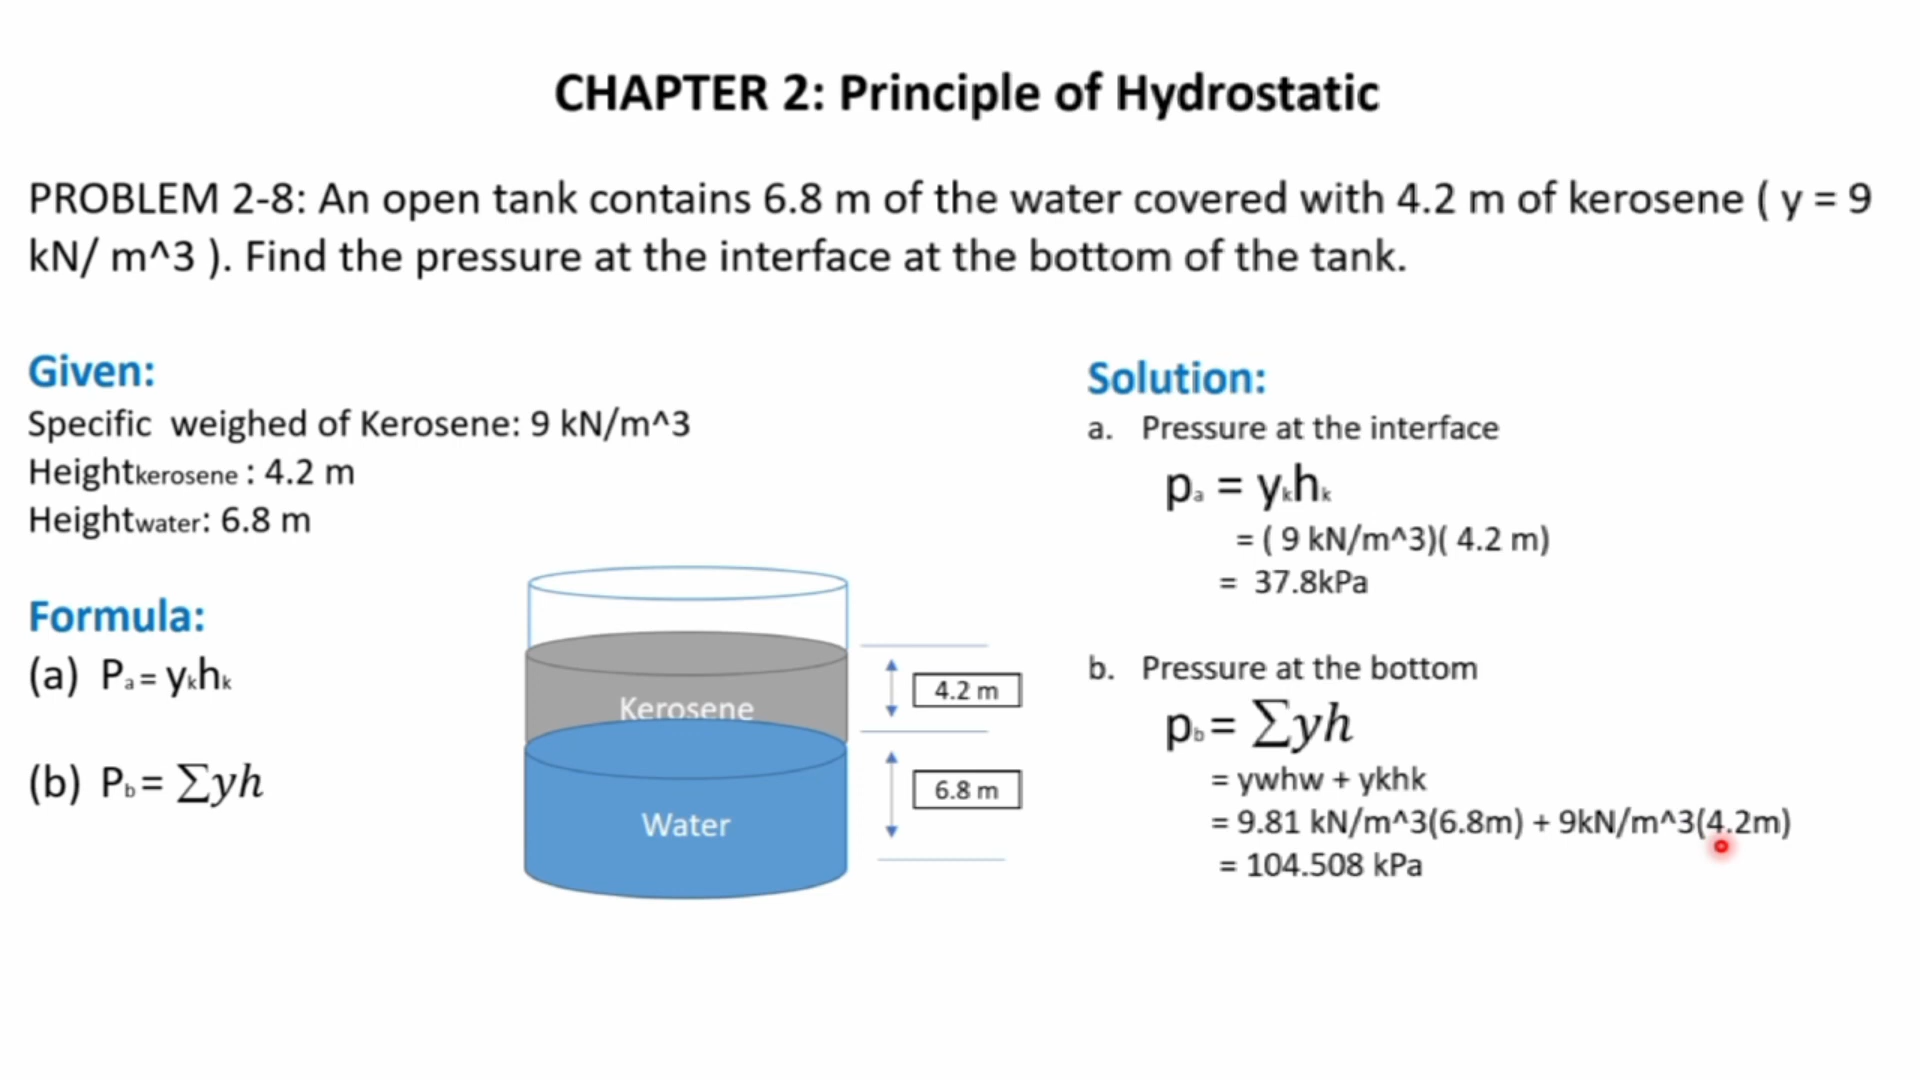 CHAPTER 2: Principle of Hydrostatic
PROBLEM 2-8: An open tank contains 6.8 m of the water covered with 4.2 m of kerosene ( y = 9
kN/ m^3 ). Find the pressure at the interface at the bottom of the tank.
Given:
Specific weighed of Kerosene: 9 kN/m^3
Heightkerosene : 4.2 m
Heightwater: 6.8 m
Formula:
(a) Pa = ykhk
(b) Pb = ∑yh
Kerosene
Water
4.2 m
6.8 m
Solution:
a. Pressure at the interface
pa = ykhk
= ( 9 kN/m^3)( 4.2 m)
= 37.8kPa
b. Pressure at the bottom
pb = ∑yh
= ywhw + ykhk
= 9.81 kN/m^3(6.8m) + 9kN/m^3(4.2m)
= 104.508 kPa